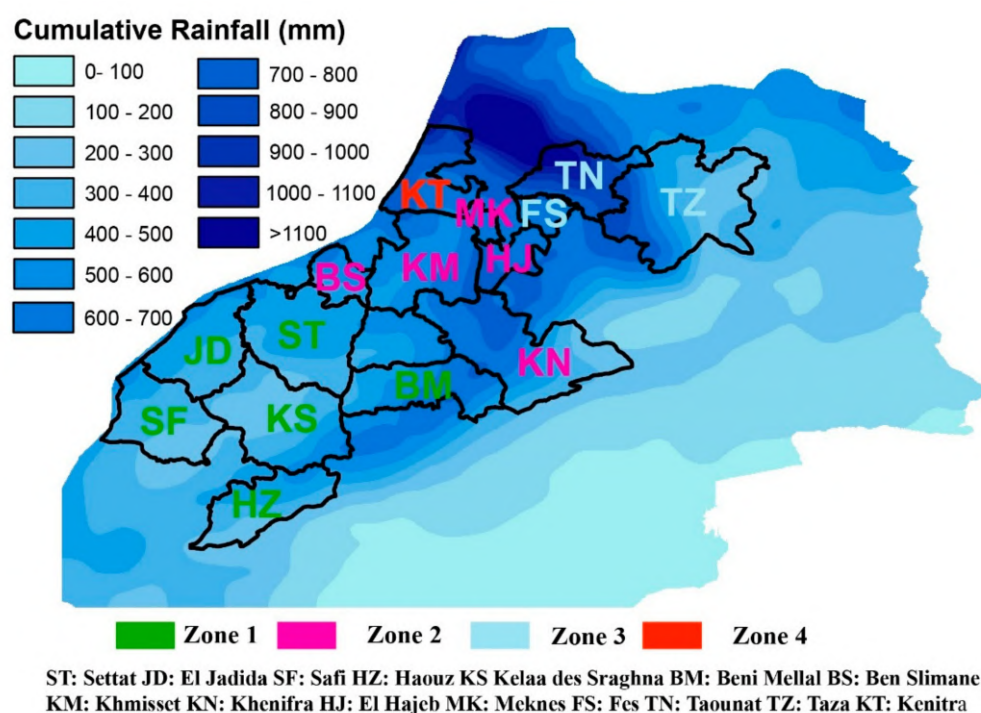 Cumulative Rainfall (mm)
0- 100
100 - 200
200 - 300
300 - 400
400 - 500
500 - 600
600 - 700
700 - 800
800 - 900
900 - 1000
1000 - 1100
>1100
TN
KT
MK
FS
TZ
KM
HJ
BS
ST
JD
KN
BM
SF
KS
HZ
Zone 1
Zone 2
Zone 3
Zone 4
ST: Settat JD: El Jadida SF: Safi HZ: Haouz KS Kelaa des Sraghna BM: Beni Mellal BS: Ben Slimane
KM: Khmisset KN: Khenifra HJ: El Hajeb MK: Meknes FS: Fes TN: Taounat TZ: Taza KT: Kenitra